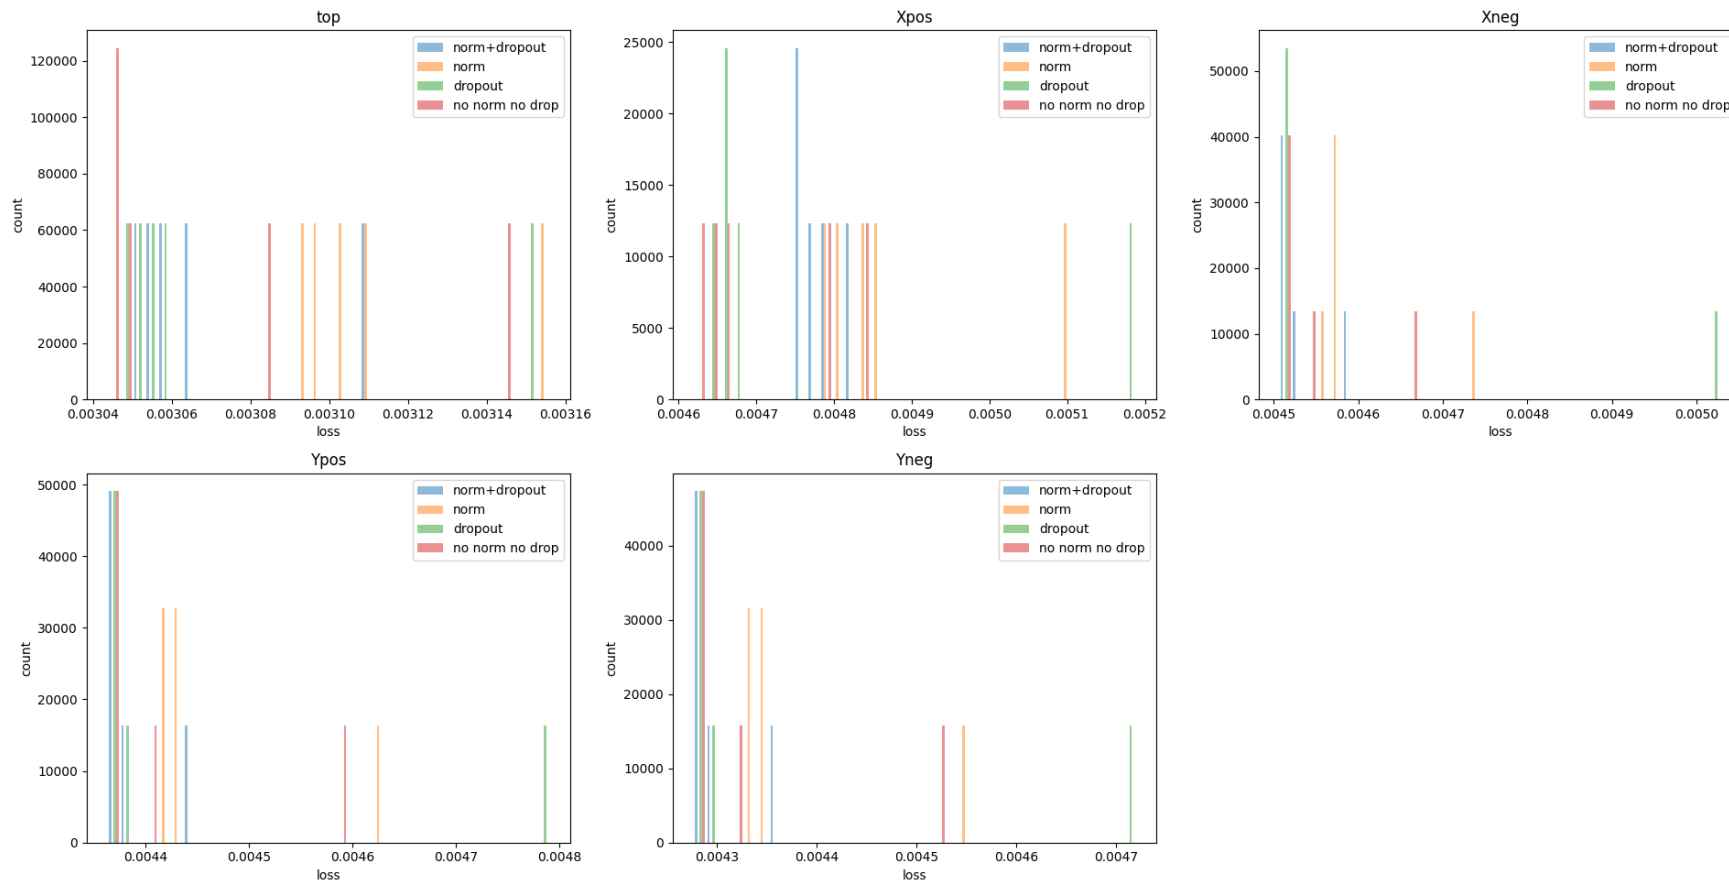 top
norm+dropout
norm
dropout
no norm no drop
count
120000
100000
80000
60000
40000
20000
0
0.00304 0.00306 0.00308 0.00310 0.00312 0.00314 0.00316
loss
Xpos
norm+dropout
norm
dropout
no norm no drop
count
25000
20000
15000
10000
5000
0
0.0046 0.0047 0.0048 0.0049 0.0050 0.0051 0.0052
loss
Xneg
norm+dropout
norm
dropout
no norm no drop
count
50000
40000
30000
20000
10000
0
0.0045 0.0046 0.0047 0.0048 0.0049 0.0050
loss
Ypos
norm+dropout
norm
dropout
no norm no drop
count
50000
40000
30000
20000
10000
0
0.0044 0.0045 0.0046 0.0047 0.0048
loss
Yneg
norm+dropout
norm
dropout
no norm no drop
count
40000
30000
20000
10000
0
0.0043 0.0044 0.0045 0.0046 0.0047
loss